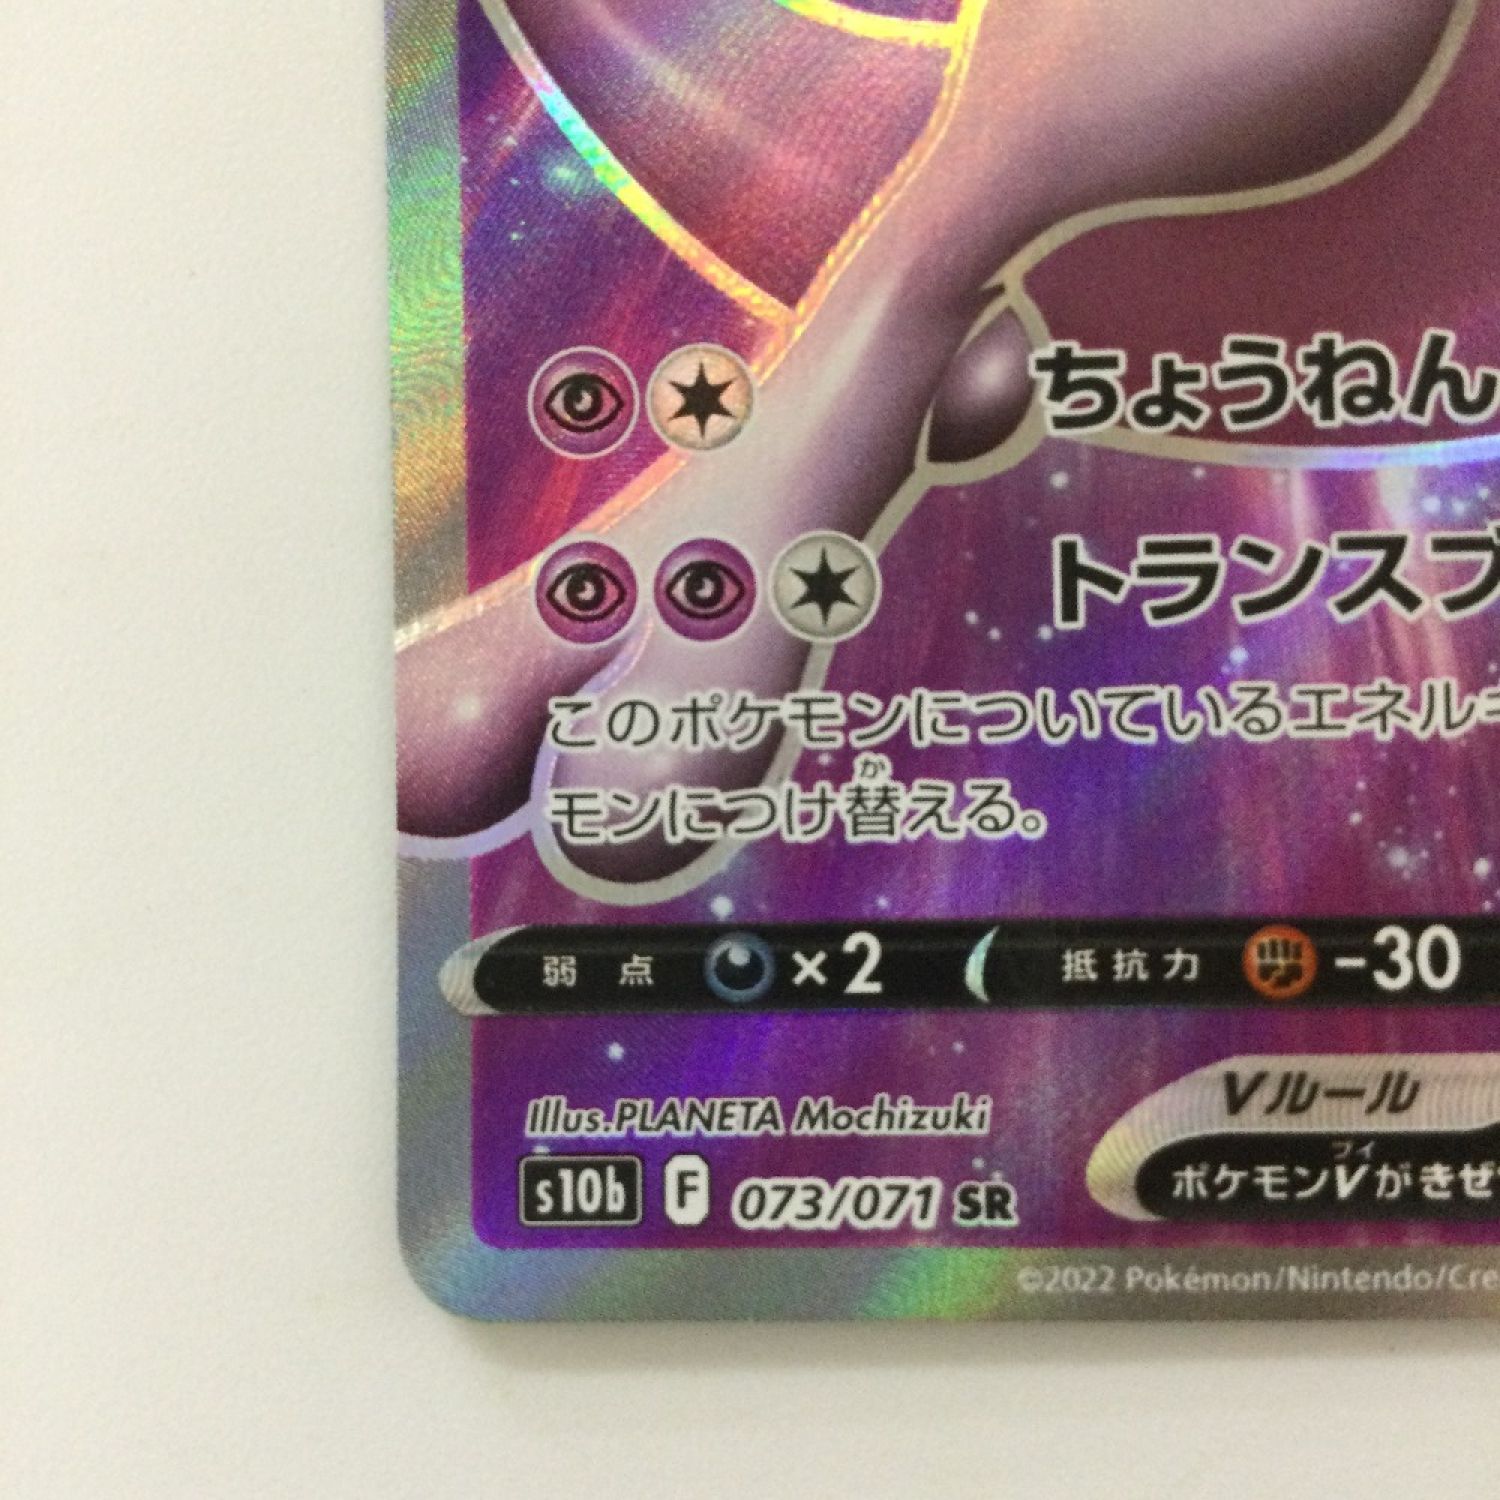 ちょうねん
トランスブ
このポケモンについているエネルギ
か
モンにつけ替える。
弱点 ×2 抵抗力 -30
Vルール
Illus.PLANETA Mochizuki
ブイ
ポケモンVがきぜ
s10b F 073/071 SR
©2022 Pokémon/Nintendo/Cre